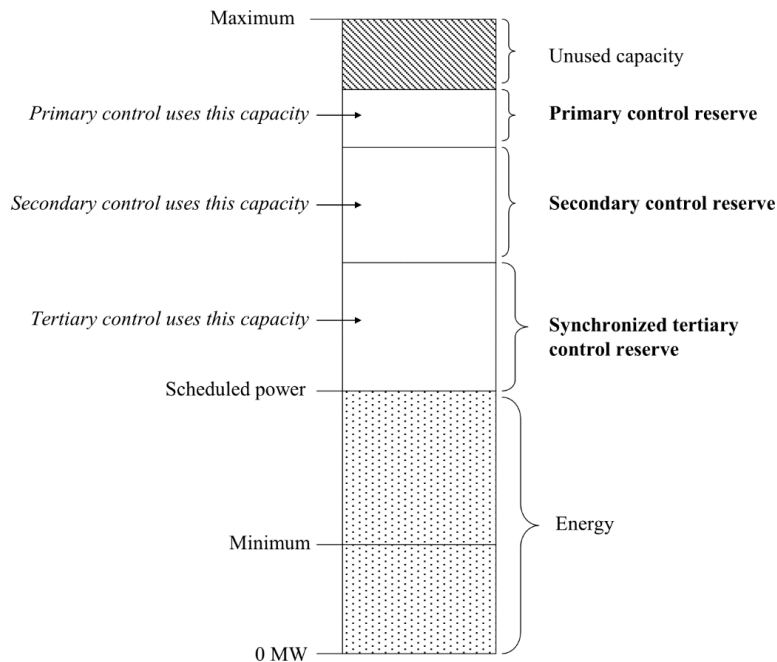 Maximum
Unused capacity
Primary control uses this capacity
Primary control reserve
Secondary control uses this capacity
Secondary control reserve
Tertiary control uses this capacity
Synchronized tertiary
control reserve
Scheduled power
Energy
Minimum
0 MW